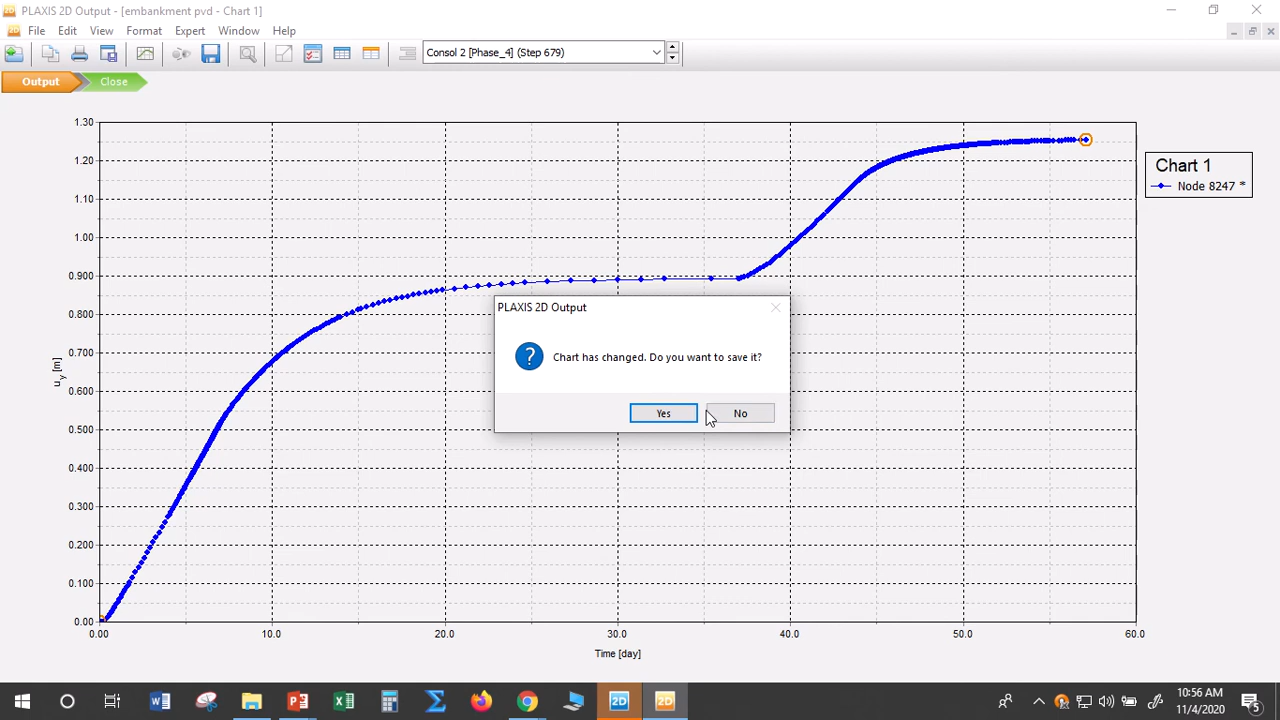 PLAXIS 2D Output - [embankment pvd - Chart 1]
File Edit View Format Expert Window Help
Consol 2 [Phase_4] (Step 679)
Output Close
1.30
1.20
1.10
1.00
0.900
0.800
0.700
0.600
0.500
0.400
0.300
0.200
0.100
0.00
uy [m]
0.00 10.0 20.0 30.0 40.0 50.0 60.0
Time [day]
Chart 1
Node 8247 *
PLAXIS 2D Output
Chart has changed. Do you want to save it?
Yes No
10:56 AM
11/4/2020
5